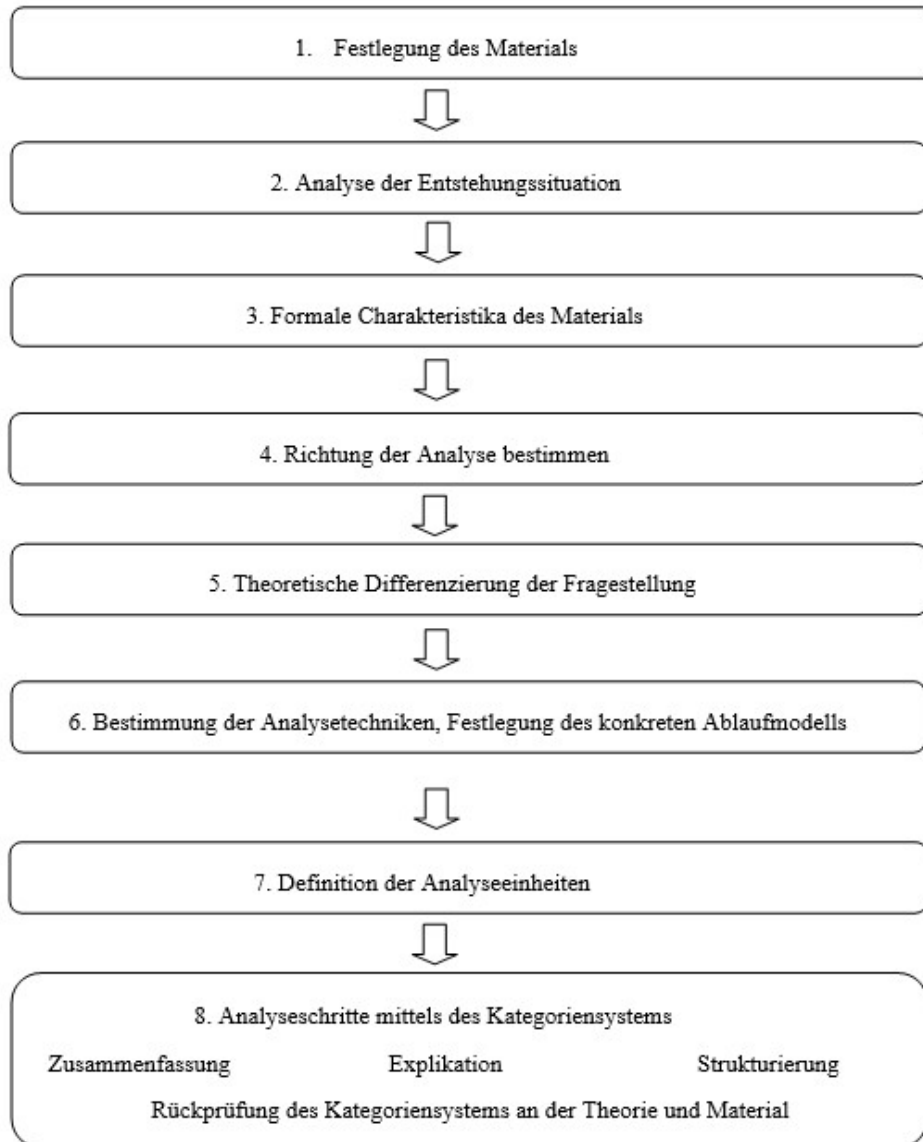 1. Festlegung des Materials
2. Analyse der Entstehungssituation
3. Formale Charakteristika des Materials
4. Richtung der Analyse bestimmen
5. Theoretische Differenzierung der Fragestellung
6. Bestimmung der Analysetechniken, Festlegung des konkreten Ablaufmodells
7. Definition der Analyseeinheiten
8. Analyseschritte mittels des Kategoriensystems
Zusammenfassung Explikation Strukturierung
Rückprüfung des Kategoriensystems an der Theorie und Material